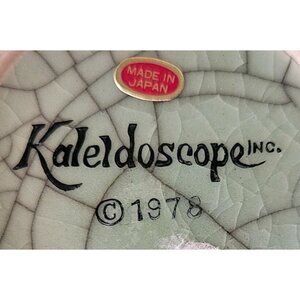 MADE IN
JAPAN
Kaleidoscope INC.
© 1978